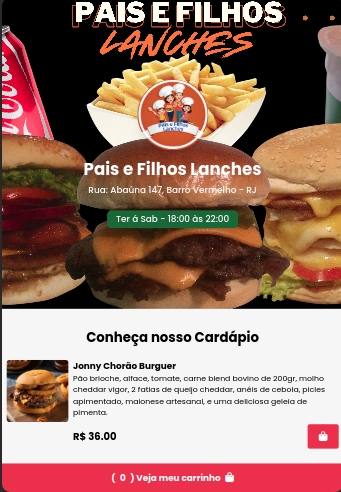 PAIS E FILHOS
LANCHES
Pais e Filhos
Lanches
Pais e Filhos Lanches
Rua: Abaúna 147, Barro Vermelho - RJ
Ter á Sab - 18:00 às 22:00
Conheça nosso Cardápio
Jonny Chorão Burguer
Pão brioche, alface, tomate, carne blend bovino de 200gr, molho
cheddar vigor, 2 fatias de queijo cheddar, anéis de cebola, picles
apimentado, maionese artesanal, e uma deliciosa geleia de
pimenta.
R$ 36.00
( 0 ) Veja meu carrinho